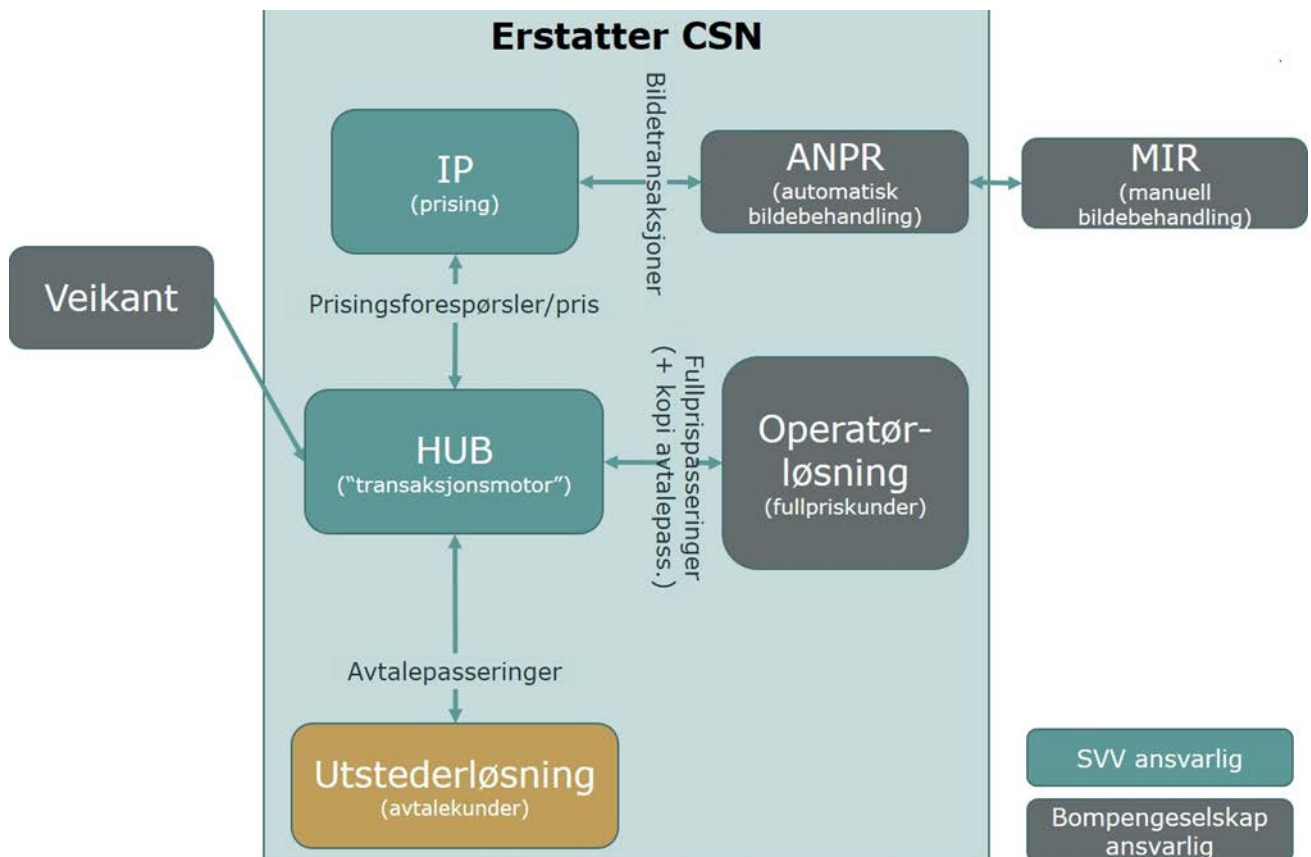 Erstatter CSN
IP
(prising)
Bildetransaksjoner
ANPR
(automatisk
bildebehandling)
MIR
(manuell
bildebehandling)
Veikant
Prisingsforespørsler/pris
HUB
("transaksjonsmotor")
Fullprispasseringer
(+ kopi avtalepass.)
Operatør-
løsning
(fullpriskunder)
Avtalepasseringer
Utstederløsning
(avtalekunder)
SVV ansvarlig
Bompengeselskap
ansvarlig